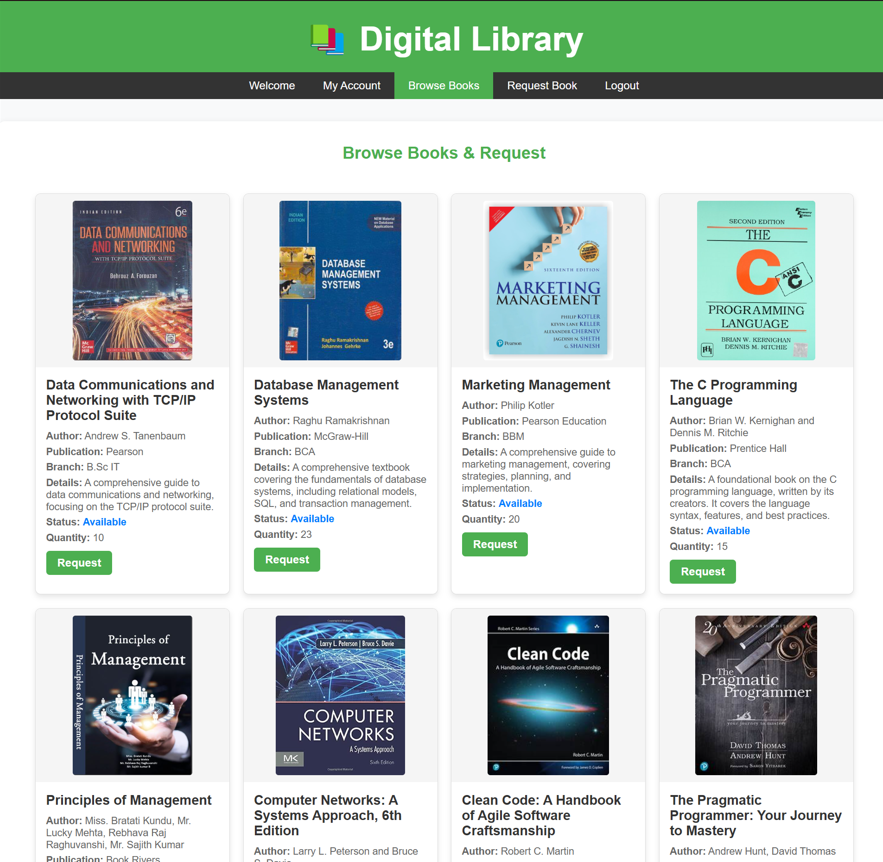 Digital Library
Welcome
My Account
Browse Books
Request Book
Logout
Browse Books & Request
INDIAN EDITION
6e
DATA COMMUNICATIONS
AND NETWORKING
WITH TCP/IP PROTOCOL SUITE
Behrouz A. Forouzan
Data Communications and
Networking with TCP/IP
Protocol Suite
Author: Andrew S. Tanenbaum
Publication: Pearson
Branch: B.Sc IT
Details: A comprehensive guide to
data communications and networking,
focusing on the TCP/IP protocol suite.
Status: Available
Quantity: 10
Request
INDIAN
EDITION
DATABASE
MANAGEMENT
SYSTEMS
Raghu Ramakrishnan
Johannes Gehrke
3e
Database Management
Systems
Author: Raghu Ramakrishnan
Publication: McGraw-Hill
Branch: BCA
Details: A comprehensive textbook
covering the fundamentals of database
systems, including relational models,
SQL, and transaction management.
Status: Available
Quantity: 23
Request
SIXTEENTH EDITION
MARKETING
MANAGEMENT
PHILIP KOTLER
KEVIN LANE KELLER
ALEXANDER CHERNEV
JAGDISH N. SHETH
G. SHAINESH
Pearson
Marketing Management
Author: Philip Kotler
Publication: Pearson Education
Branch: BBM
Details: A comprehensive guide to
marketing management, covering
strategies, planning, and
implementation.
Status: Available
Quantity: 20
Request
SECOND EDITION
THE
C
ANSI
C
PROGRAMMING
LANGUAGE
BRIAN W. KERNIGHAN
DENNIS M. RITCHIE
The C Programming
Language
Author: Brian W. Kernighan and
Dennis M. Ritchie
Publication: Prentice Hall
Branch: BCA
Details: A foundational book on the C
programming language, written by its
creators. It covers the language
syntax, features, and best practices.
Status: Available
Quantity: 15
Request
Principles of
Management
Principles of Management
Principles of Management
Author: Miss. Bratati Kundu, Mr.
Lucky Mehta, Rebhava Raj
Raghuvanshi, Mr. Sajith Kumar
Publication: Book Rivers
Larry L. Peterson | Bruce S. Davie
COMPUTER
NETWORKS
A Systems Approach
MK
Sixth Edition
Computer Networks: A
Systems Approach, 6th
Edition
Author: Larry L. Peterson and Bruce
S. Davie
Robert C. Martin Series
Clean Code
A Handbook of Agile Software Craftsmanship
Robert C. Martin
Clean Code: A Handbook
of Agile Software
Craftsmanship
Author: Robert C. Martin
20
The
Pragmatic
Programmer
DAVID THOMAS
ANDREW HUNT
The Pragmatic
Programmer: Your Journey
to Mastery
Author: Andrew Hunt, David Thomas